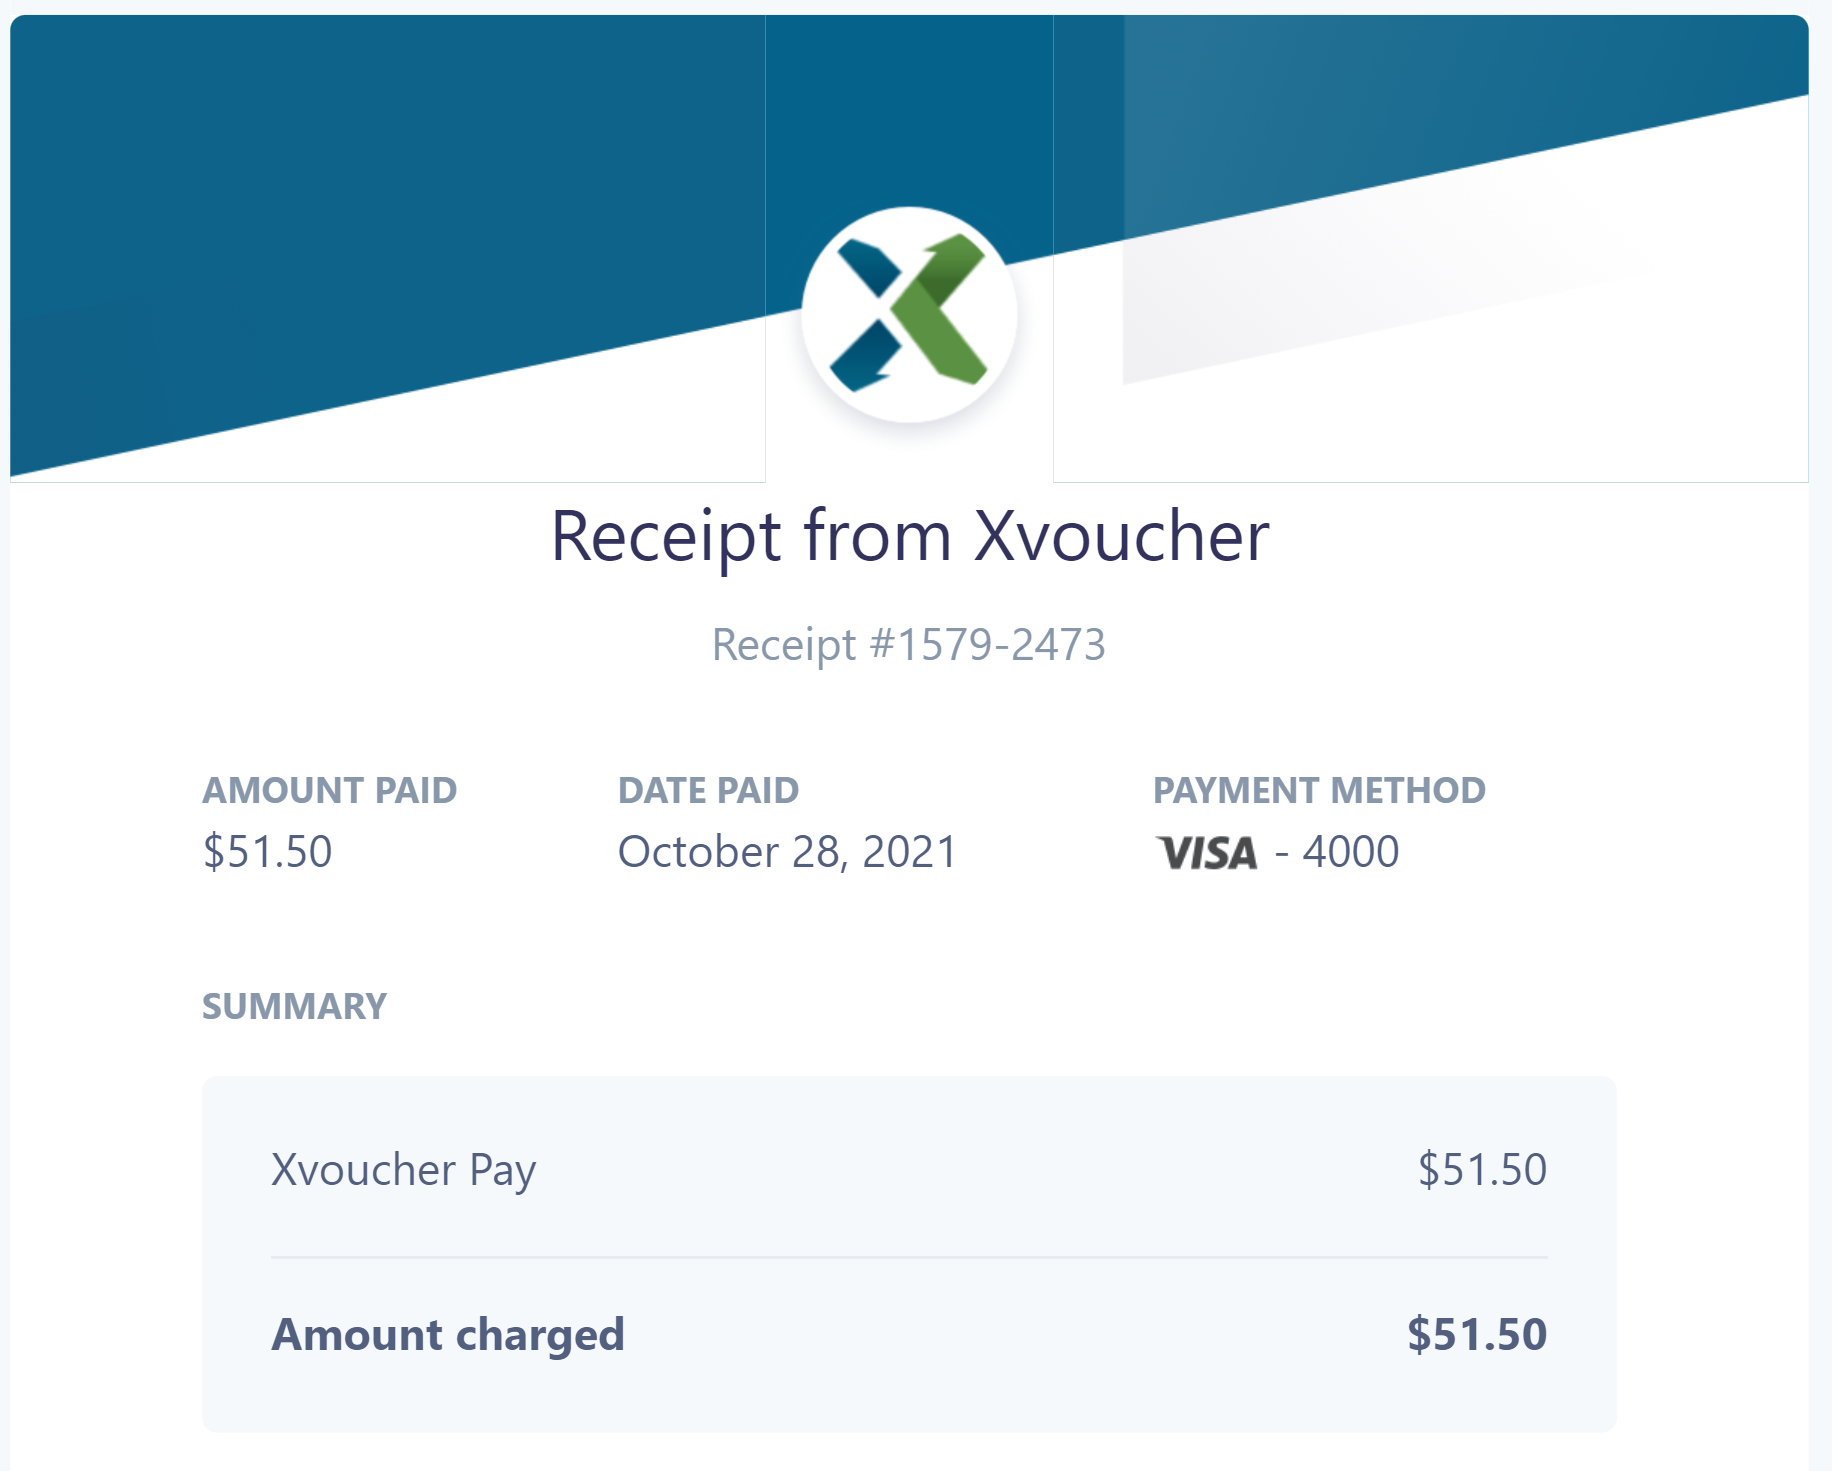 Receipt from Xvoucher
Receipt #1579-2473
AMOUNT PAID DATE PAID PAYMENT METHOD
$51.50 October 28, 2021 VISA - 4000
SUMMARY
Xvoucher Pay $51.50
Amount charged $51.50